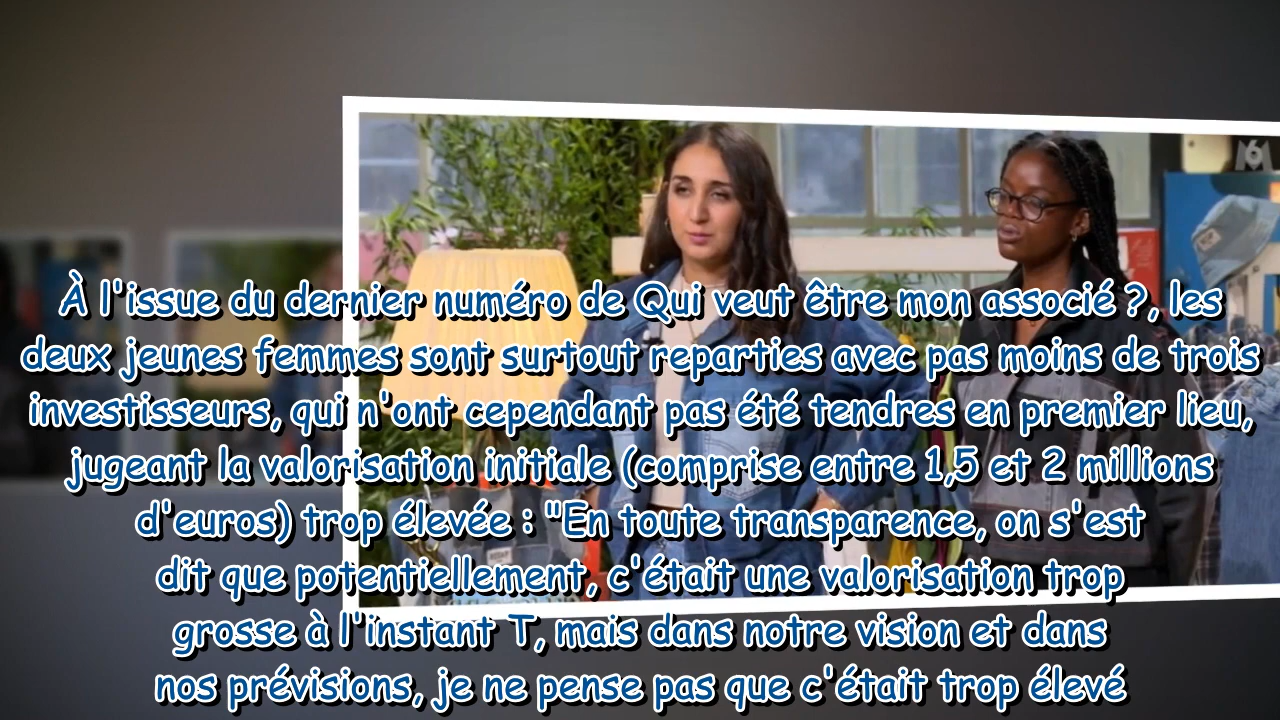 M6
À l'issue du dernier numéro de Qui veut être mon associé ?, les
deux jeunes femmes sont surtout reparties avec pas moins de trois
investisseurs, qui n'ont cependant pas été tendres en premier lieu,
jugeant la valorisation initiale (comprise entre 1,5 et 2 millions
d'euros) trop élevée : "En toute transparence, on s'est
dit que potentiellement, c'était une valorisation trop
grosse à l'instant T, mais dans notre vision et dans
nos prévisions, je ne pense pas que c'était trop élevé